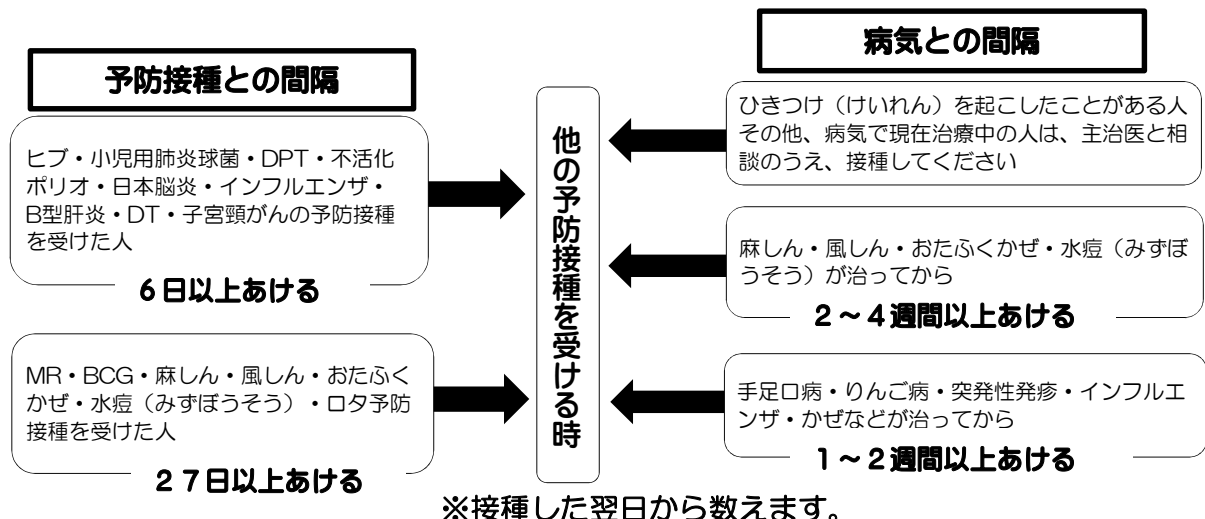 予防接種との間隔
ヒブ・小児用肺炎球菌・DPT・不活化
ポリオ・日本脳炎・インフルエンザ・
B型肝炎・DT・子宮頸がんの予防接種
を受けた人
6日以上あける
MR・BCG・麻しん・風しん・おたふく
かぜ・水痘（みずぼうそう）・ロタ予防
接種を受けた人
27日以上あける
他の予防接種を受ける時
病気との間隔
ひきつけ（けいれん）を起こしたことがある人
その他、病気で現在治療中の人は、主治医と相
談のうえ、接種してください
麻しん・風しん・おたふくかぜ・水痘（みずぼ
うそう）が治ってから
2～4週間以上あける
手足口病・りんご病・突発性発疹・インフルエ
ンザ・かぜなどが治ってから
1～2週間以上あける
※接種した翌日から数えます。